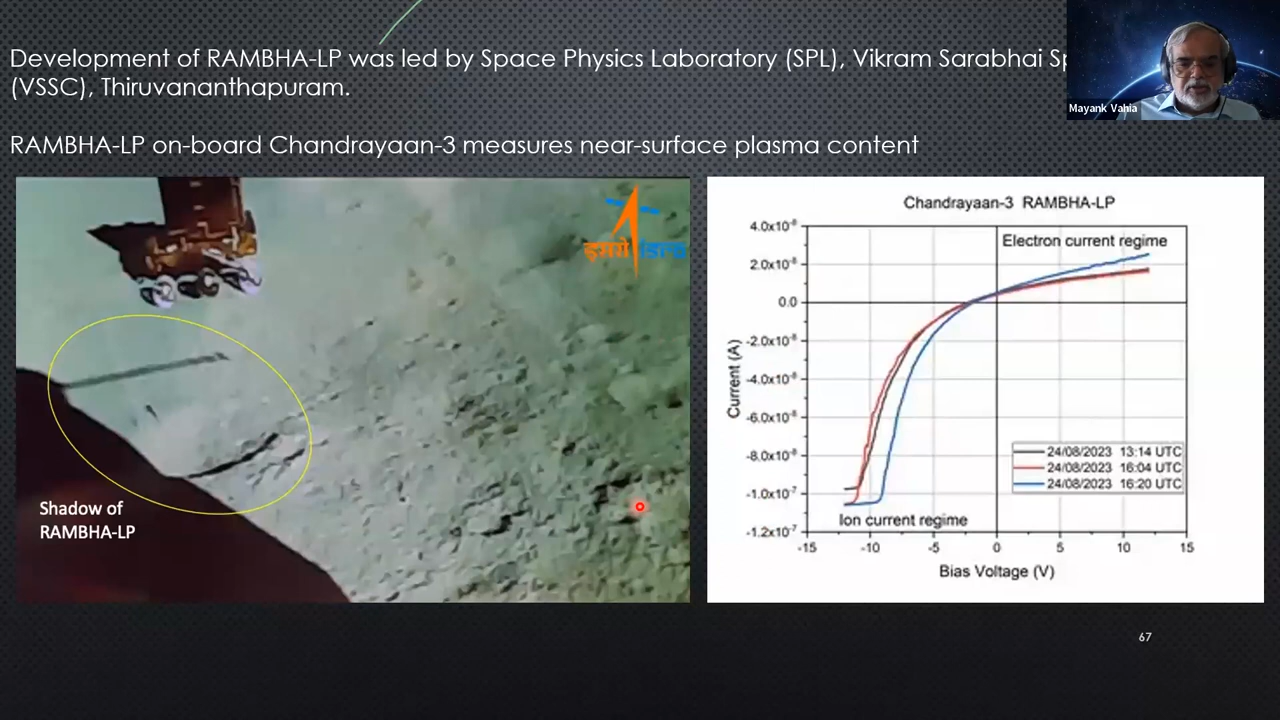 Development of RAMBHA-LP was led by Space Physics Laboratory (SPL), Vikram Sarabhai
(VSSC), Thiruvananthapuram.
Mayank Vahia
RAMBHA-LP on-board Chandrayaan-3 measures near-surface plasma content
इसरो isro
Shadow of
RAMBHA-LP
Chandrayaan-3 RAMBHA-LP
Electron current regime
4.0x10⁻⁸
2.0x10⁻⁸
0.0
-2.0x10⁻⁸
-4.0x10⁻⁸
-6.0x10⁻⁸
-8.0x10⁻⁸
-1.0x10⁻⁷
-1.2x10⁻⁷
Current (A)
24/08/2023 13:14 UTC
24/08/2023 16:04 UTC
24/08/2023 16:20 UTC
Ion current regime
-15 -10 -5 0 5 10 15
Bias Voltage (V)
67